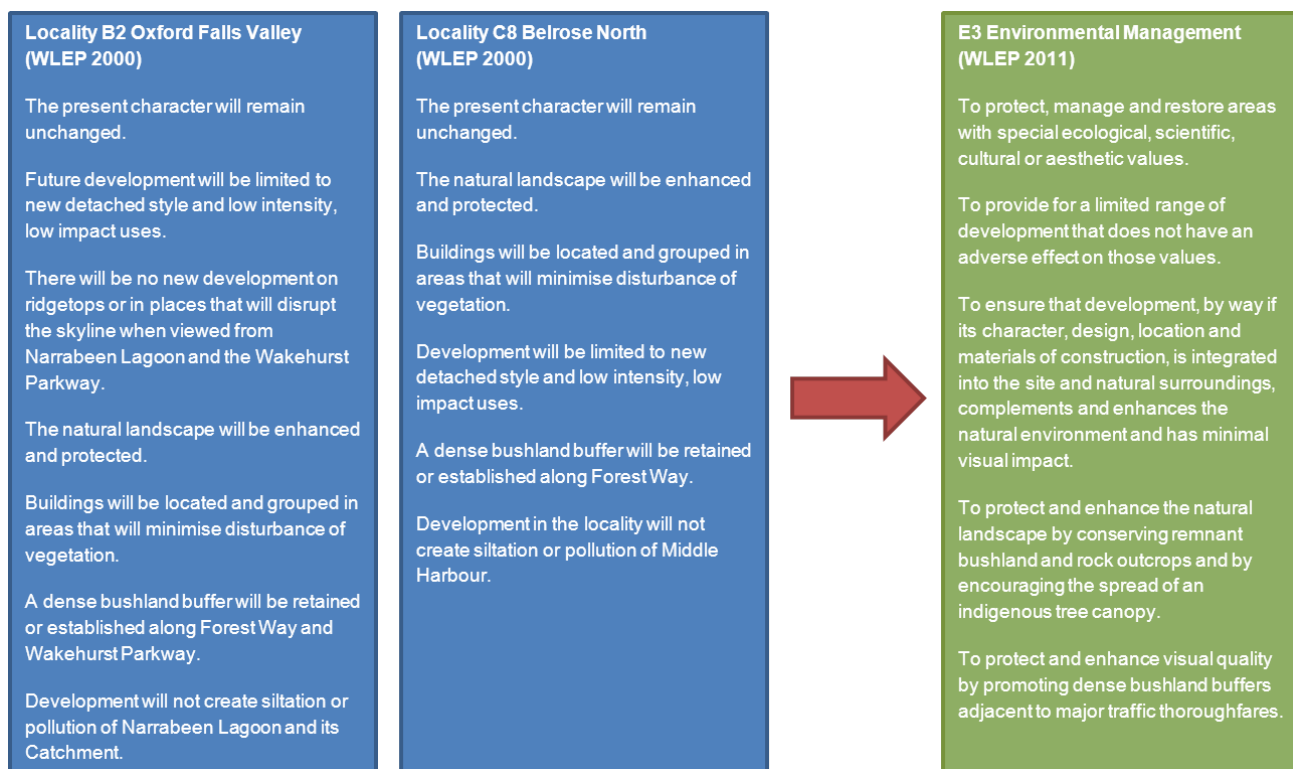 Locality B2 Oxford Falls Valley
(WLEP 2000)
The present character will remain
unchanged.
Future development will be limited to
new detached style and low intensity,
low impact uses.
There will be no new development on
ridgetops or in places that will disrupt
the skyline when viewed from
Narrabeen Lagoon and the Wakehurst
Parkway.
The natural landscape will be enhanced
and protected.
Buildings will be located and grouped in
areas that will minimise disturbance of
vegetation.
A dense bushland buffer will be retained
or established along Forest Way and
Wakehurst Parkway.
Development will not create siltation or
pollution of Narrabeen Lagoon and its
Catchment.
Locality C8 Belrose North
(WLEP 2000)
The present character will remain
unchanged.
The natural landscape will be enhanced
and protected.
Buildings will be located and grouped in
areas that will minimise disturbance of
vegetation.
Development will be limited to new
detached style and low intensity, low
impact uses.
A dense bushland buffer will be retained
or established along Forest Way.
Development in the locality will not
create siltation or pollution of Middle
Harbour.
E3 Environmental Management
(WLEP 2011)
To protect, manage and restore areas
with special ecological, scientific,
cultural or aesthetic values.
To provide for a limited range of
development that does not have an
adverse effect on those values.
To ensure that development, by way if
its character, design, location and
materials of construction, is integrated
into the site and natural surroundings,
complements and enhances the
natural environment and has minimal
visual impact.
To protect and enhance the natural
landscape by conserving remnant
bushland and rock outcrops and by
encouraging the spread of an
indigenous tree canopy.
To protect and enhance visual quality
by promoting dense bushland buffers
adjacent to major traffic thoroughfares.